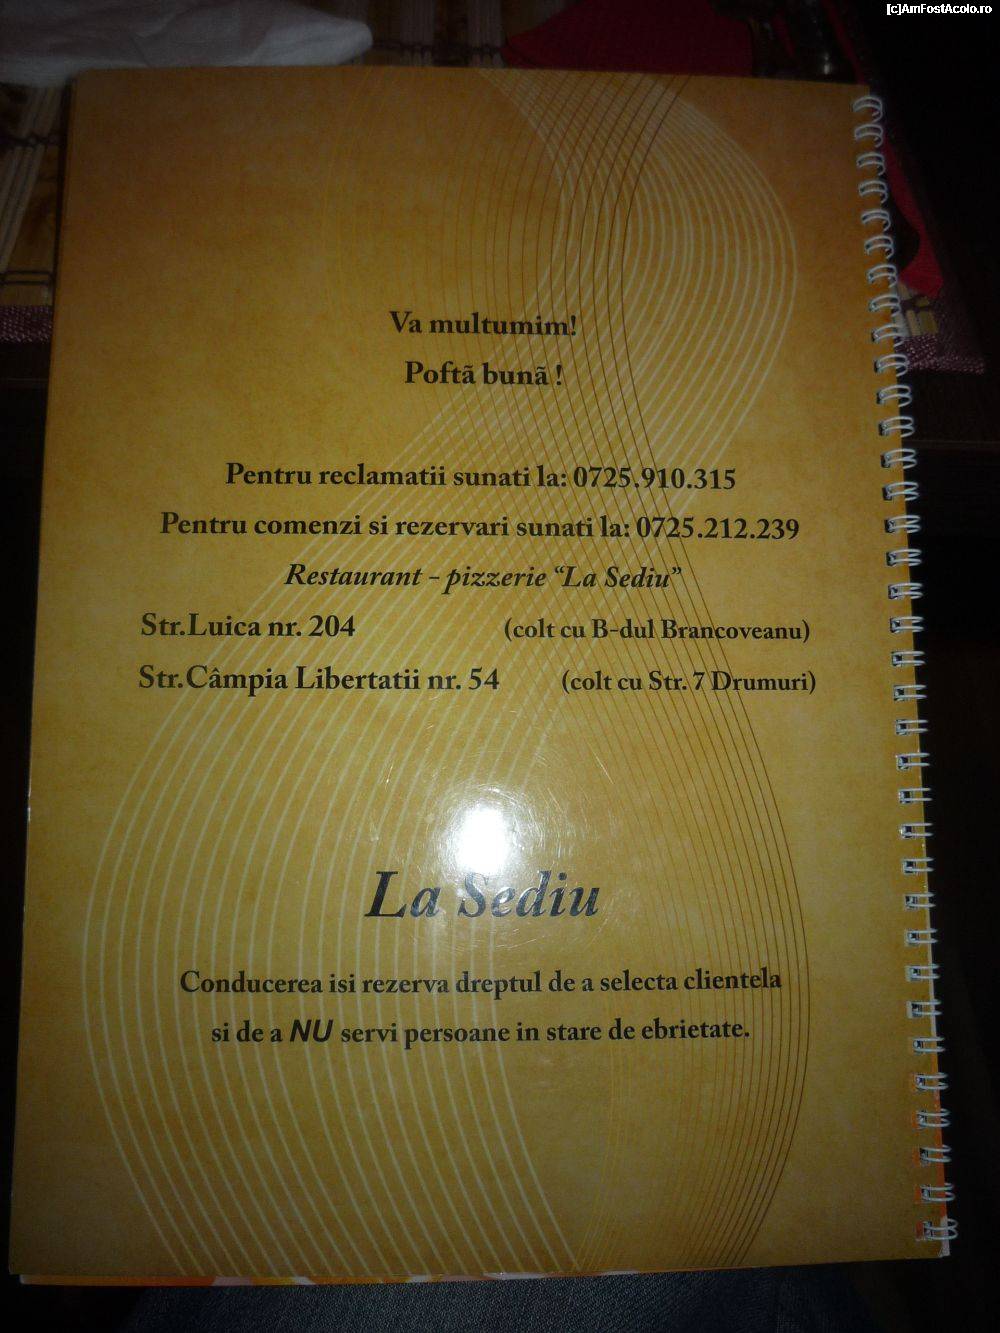 [c]AmFostAcolo.ro
Va multumim!
Poftã bunã !
Pentru reclamatii sunati la: 0725.910.315
Pentru comenzi si rezervari sunati la: 0725.212.239
Restaurant - pizzerie “La Sediu”
Str.Luica nr. 204 (colt cu B-dul Brancoveanu)
Str.Câmpia Libertatii nr. 54 (colt cu Str. 7 Drumuri)
La Sediu
Conducerea isi rezerva dreptul de a selecta clientela
si de a NU servi persoane in stare de ebrietate.